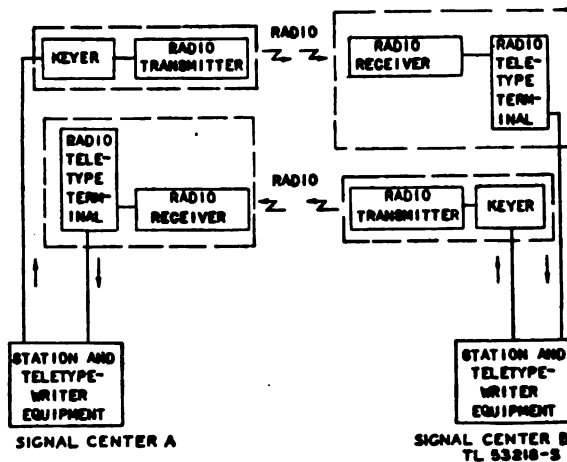 KEYER
RADIO
TRANSMITTER
RADIO
RADIO
RECEIVER
RADIO
TELE-
TYPE
TERM-
INAL
RADIO
TELE-
TYPE
TERM-
INAL
RADIO
RECEIVER
RADIO
RADIO
TRANSMITTER
KEYER
STATION AND
TELETYPE-
WRITER
EQUIPMENT
SIGNAL CENTER A
STATION AND
TELETYPE-
WRITER
EQUIPMENT
SIGNAL CENTER B
TL 53218-S